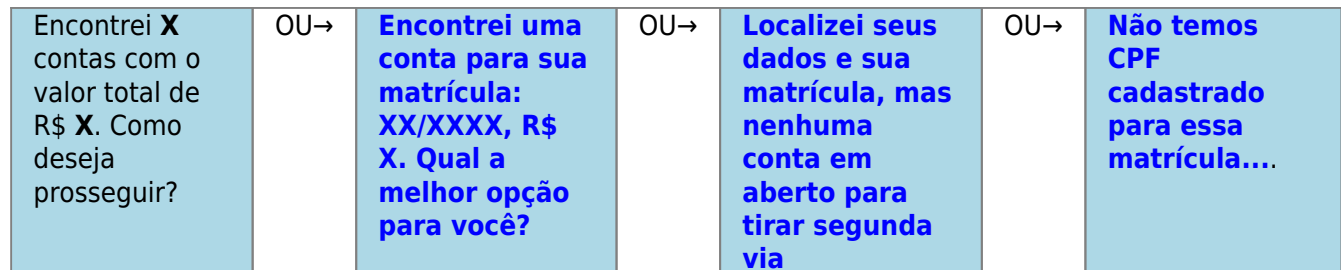 Encontrei X
contas com o
valor total de
R$ X. Como
deseja
prosseguir?
OU→
Encontrei uma
conta para sua
matrícula:
XX/XXXX, R$
X. Qual a
melhor opção
para você?
OU→
Localizei seus
dados e sua
matrícula, mas
nenhuma
conta em
aberto para
tirar segunda
via
OU→
Não temos
CPF
cadastrado
para essa
matrícula....